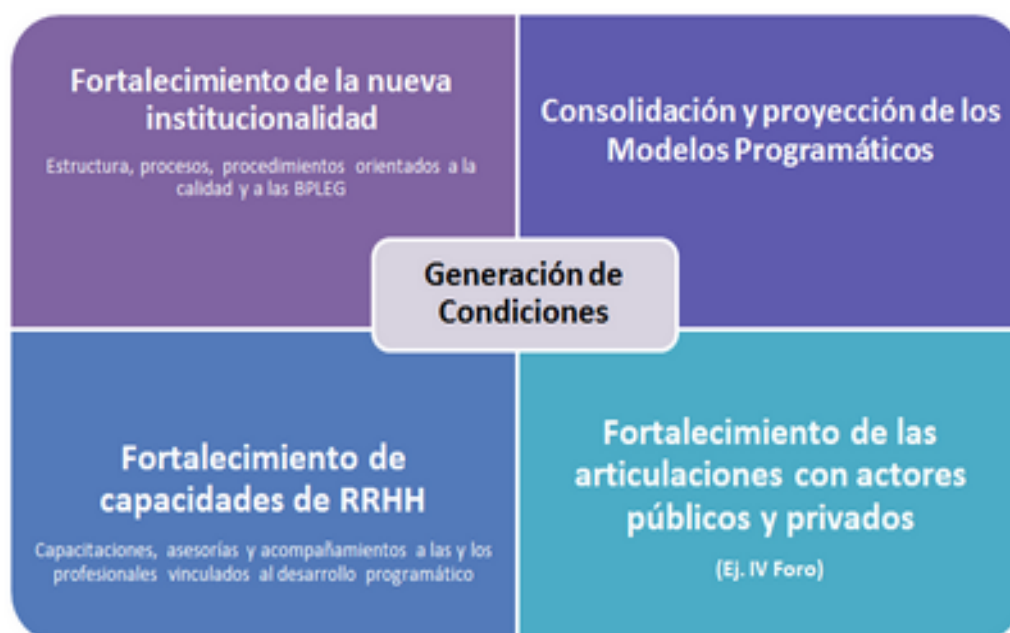 Fortalecimiento de la nueva
institucionalidad
Estructura, procesos, procedimientos orientados a la
calidad y a las BPLEG
Consolidación y proyección de los
Modelos Programáticos
Generación de
Condiciones
Fortalecimiento de
capacidades de RRHH
Capacitaciones, asesorías y acompañamientos a las y los
profesionales vinculados al desarrollo programático
Fortalecimiento de las
articulaciones con actores
públicos y privados
(Ej. IV Foro)